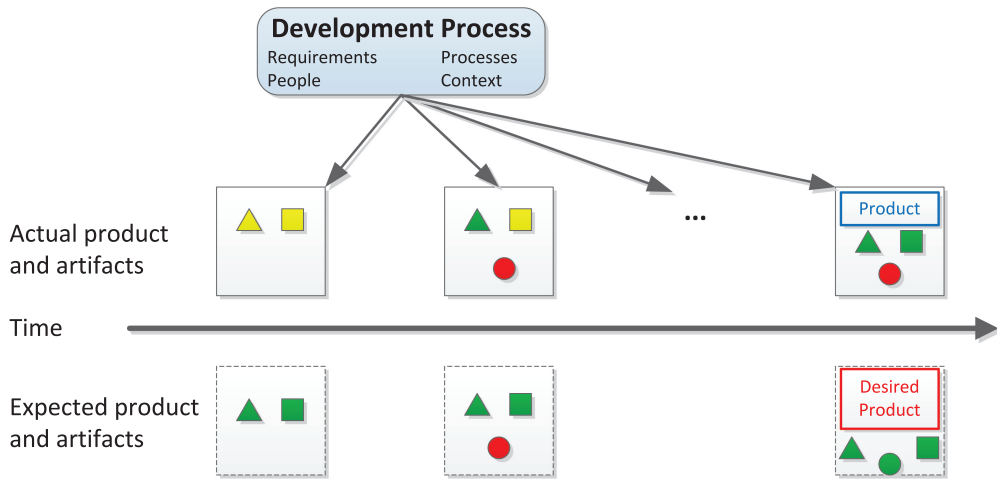 Development Process
Requirements Processes
People Context
...
Product
Actual product
and artifacts
Time
Expected product
and artifacts
Desired
Product